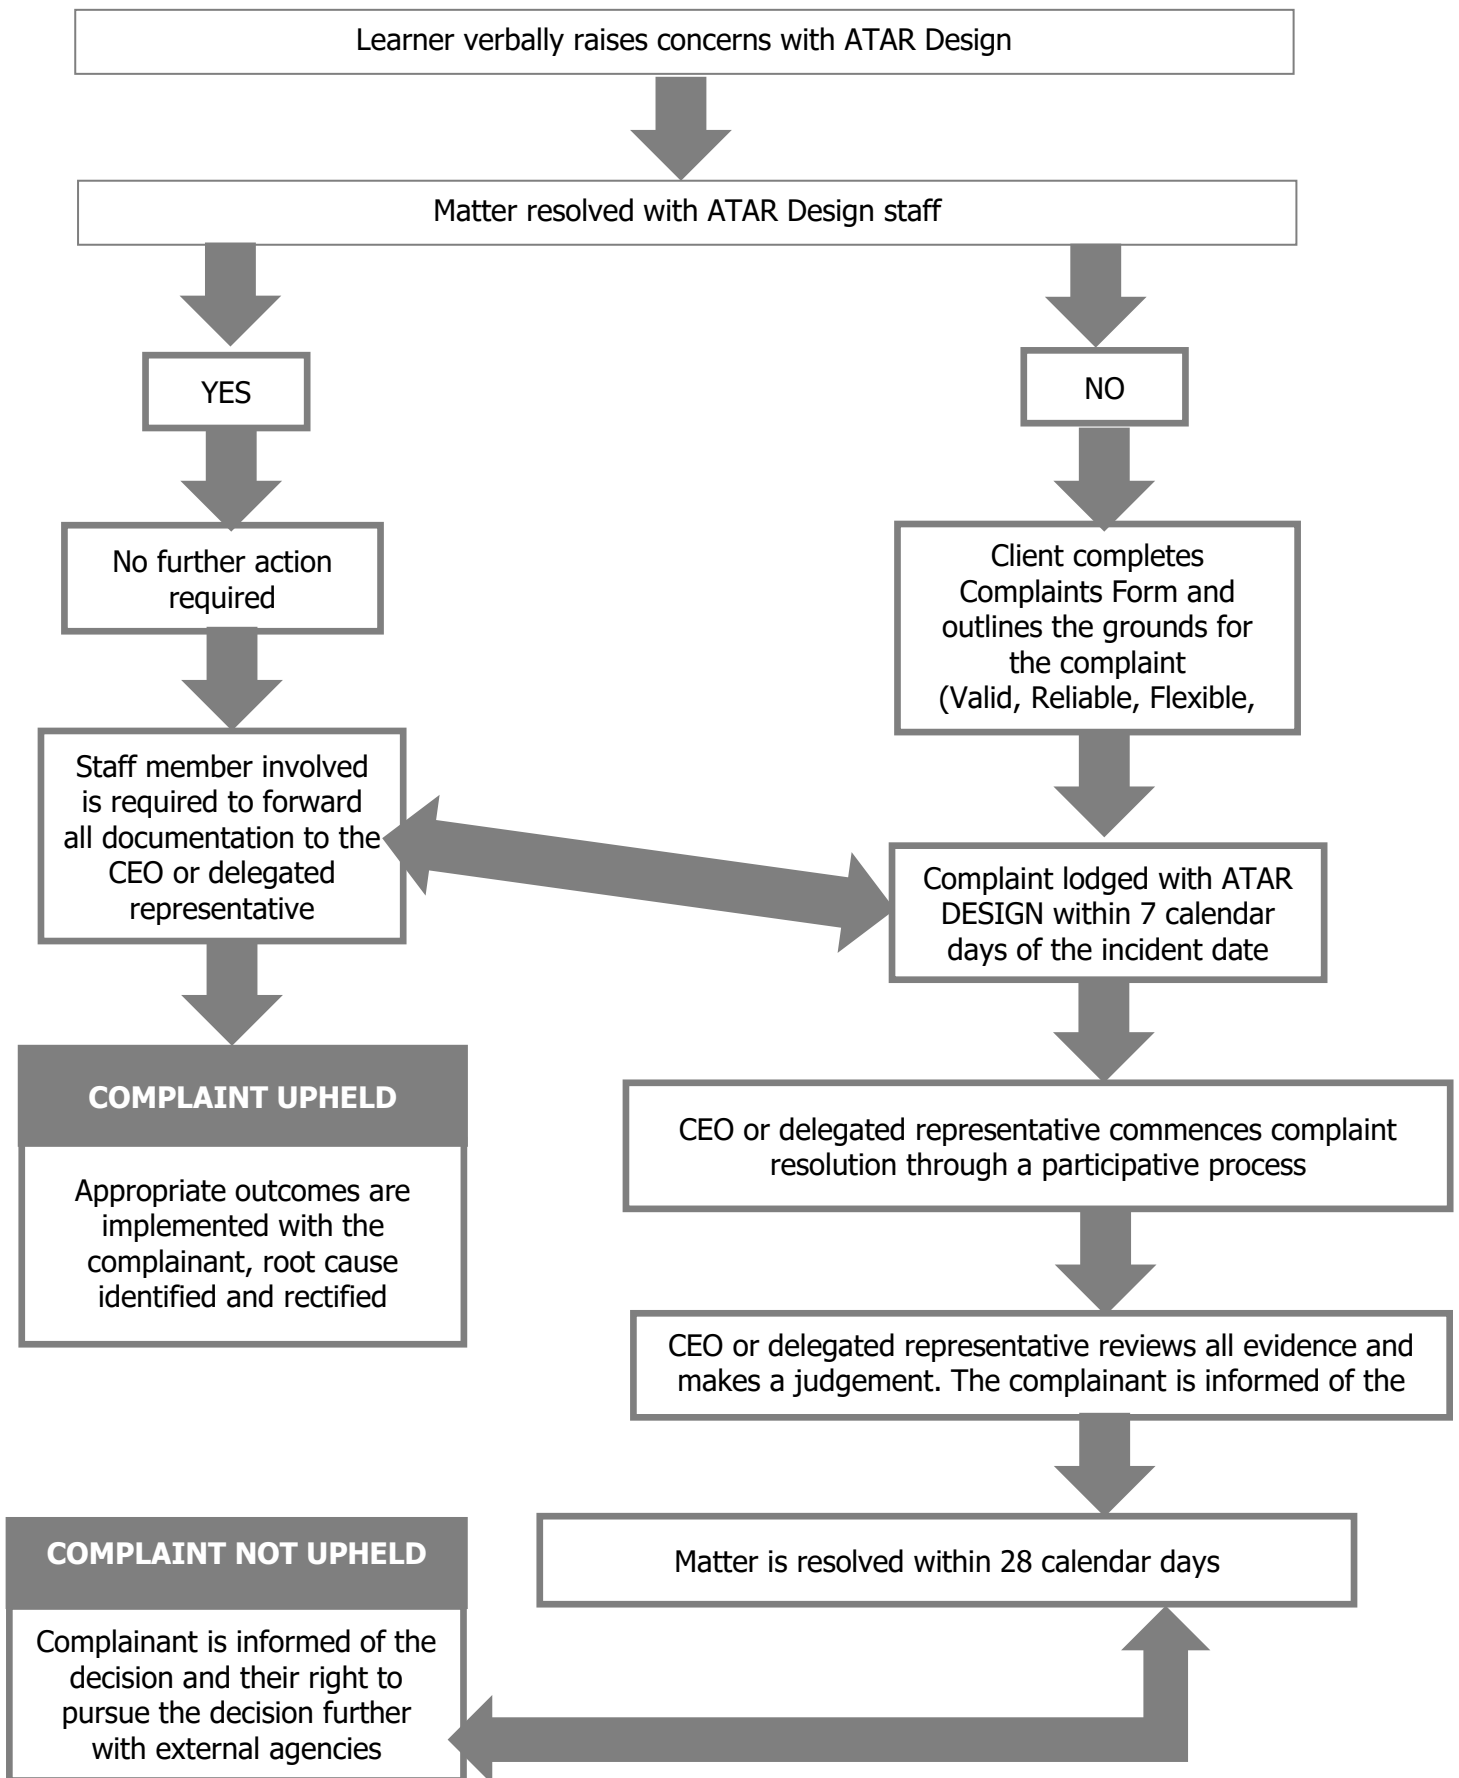 Learner verbally raises concerns with ATAR Design
Matter resolved with ATAR Design staff
YES
NO
No further action
required
Client completes
Complaints Form and
outlines the grounds for
the complaint
(Valid, Reliable, Flexible,
Staff member involved
is required to forward
all documentation to the
CEO or delegated
representative
Complaint lodged with ATAR
DESIGN within 7 calendar
days of the incident date
COMPLAINT UPHELD
Appropriate outcomes are
implemented with the
complainant, root cause
identified and rectified
CEO or delegated representative commences complaint
resolution through a participative process
CEO or delegated representative reviews all evidence and
makes a judgement. The complainant is informed of the
Matter is resolved within 28 calendar days
COMPLAINT NOT UPHELD
Complainant is informed of the
decision and their right to
pursue the decision further
with external agencies